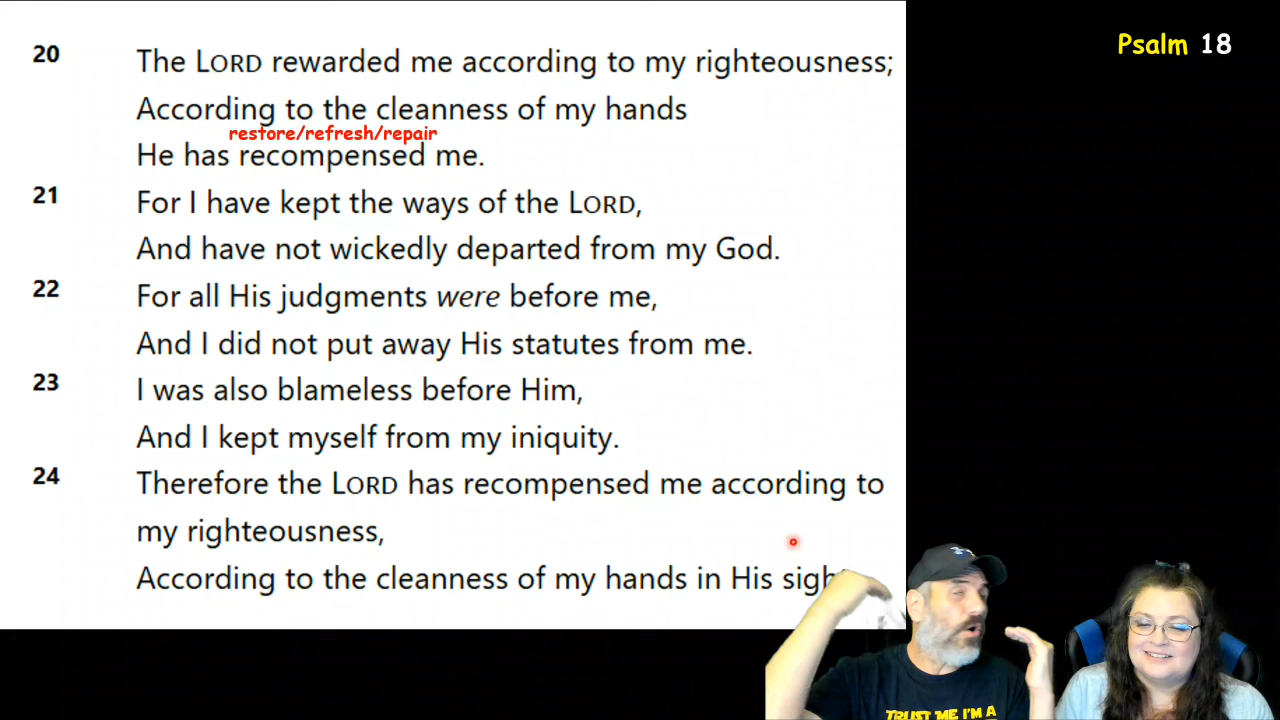 Psalm 18
20 The LORD rewarded me according to my righteousness;
According to the cleanness of my hands
restore/refresh/repair
He has recompensed me.
21 For I have kept the ways of the LORD,
And have not wickedly departed from my God.
22 For all His judgments were before me,
And I did not put away His statutes from me.
23 I was also blameless before Him,
And I kept myself from my iniquity.
24 Therefore the LORD has recompensed me according to
my righteousness,
According to the cleanness of my hands in His
TRUST ME I'M A